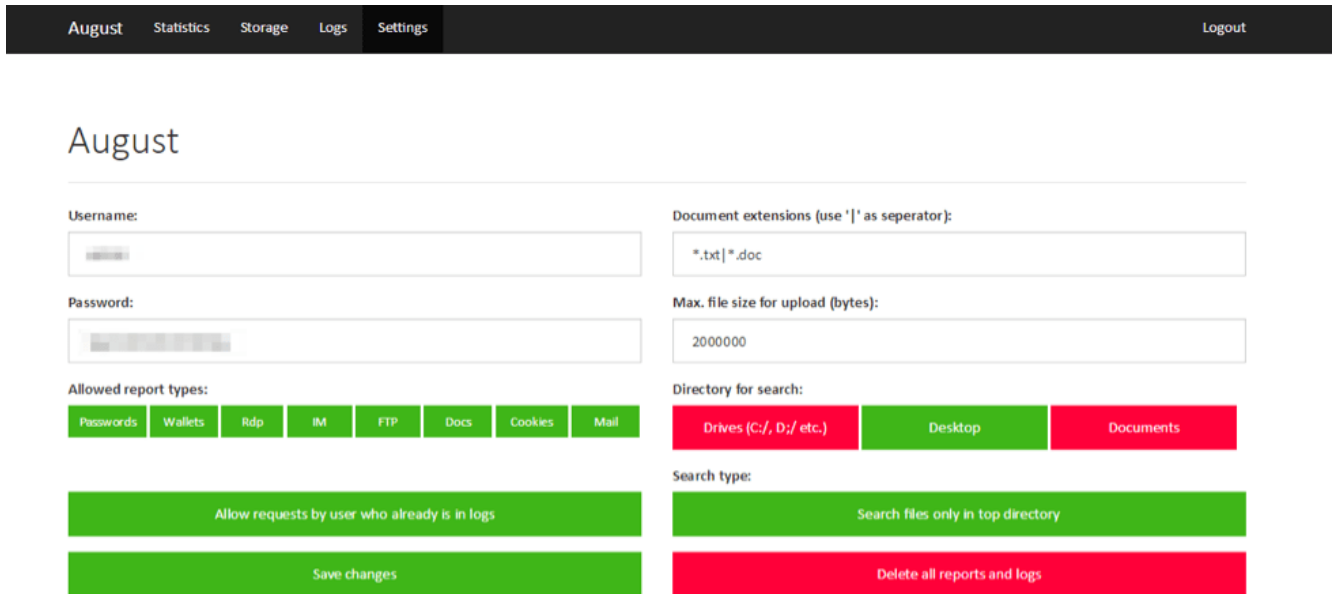 August Statistics Storage Logs Settings Logout
August
Username:
Password:
Allowed report types:
Passwords Wallets Rdp IM FTP Docs Cookies Mail
Allow requests by user who already is in logs
Save changes
Document extensions (use '|' as seperator):
*.txt|*.doc
Max. file size for upload (bytes):
2000000
Directory for search:
Drives (C:/, D;/ etc.) Desktop Documents
Search type:
Search files only in top directory
Delete all reports and logs